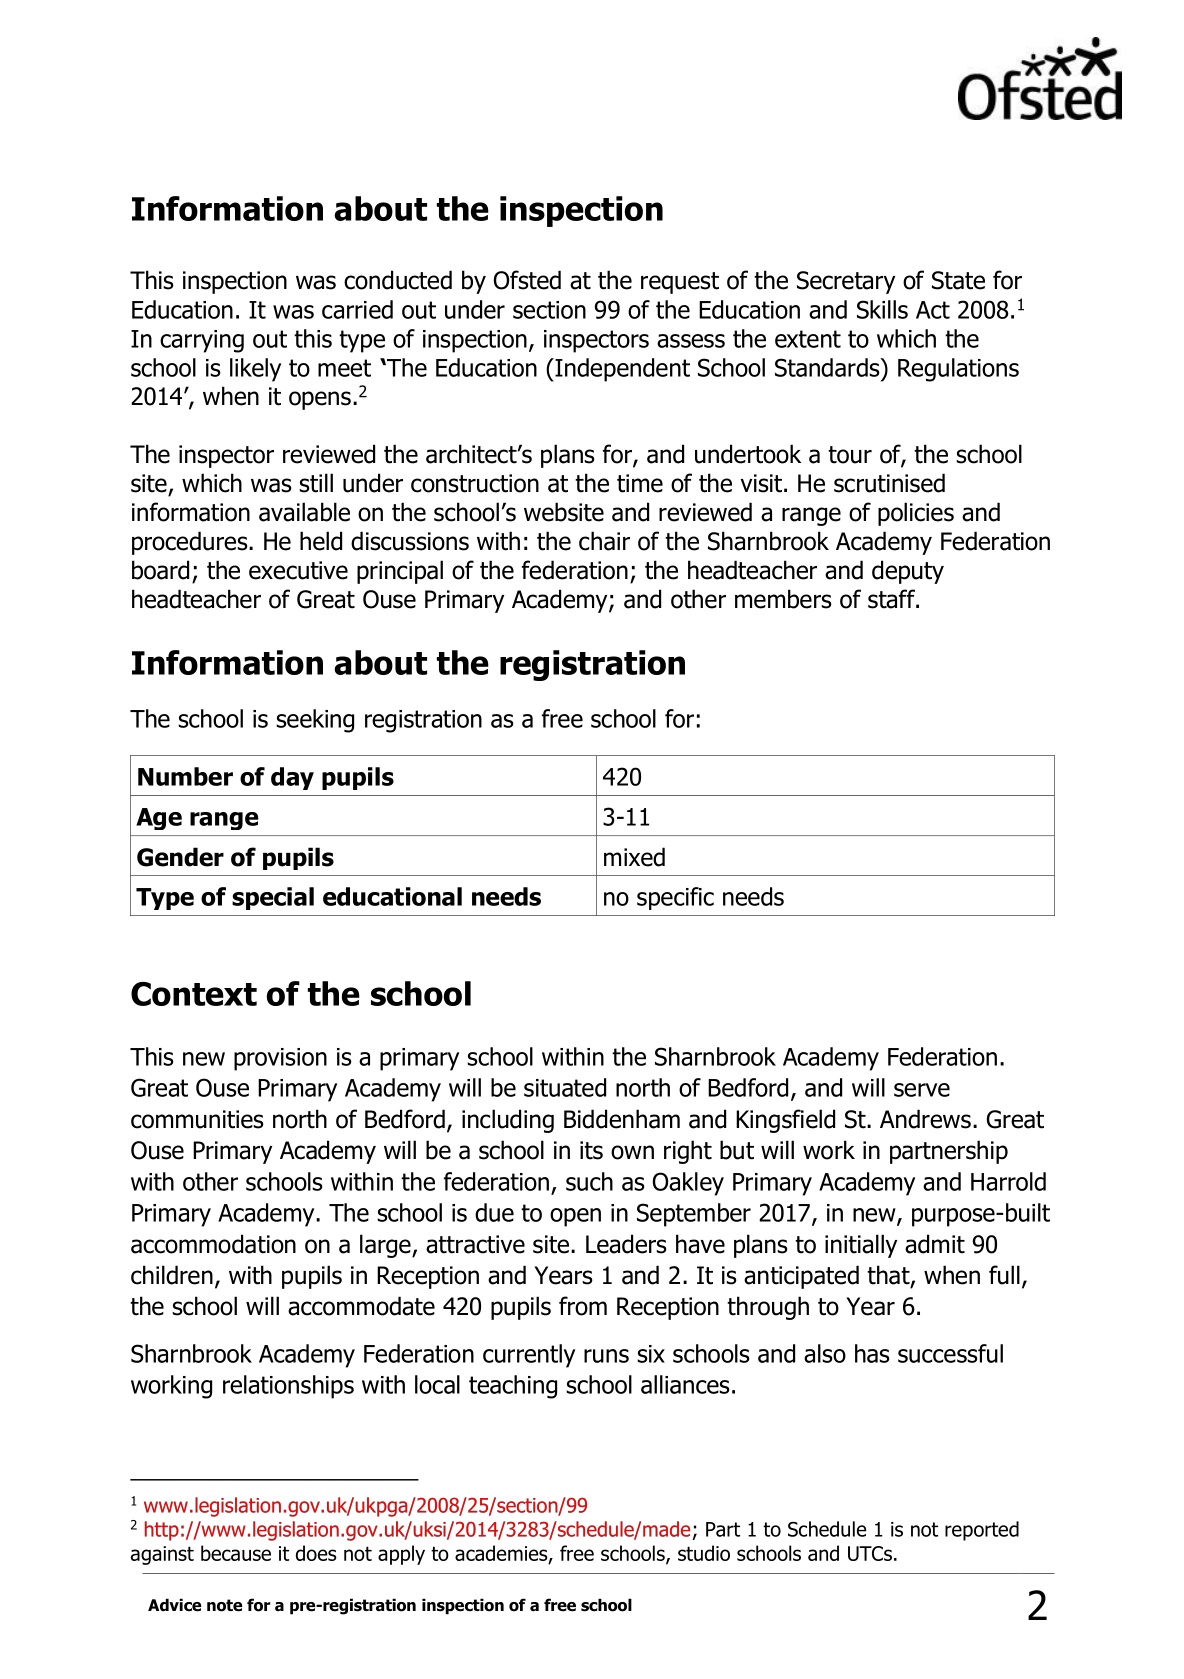 Ofsted
Information about the inspection
This inspection was conducted by Ofsted at the request of the Secretary of State for
Education. It was carried out under section 99 of the Education and Skills Act 2008.1
In carrying out this type of inspection, inspectors assess the extent to which the
school is likely to meet ‘The Education (Independent School Standards) Regulations
2014’, when it opens.2
The inspector reviewed the architect’s plans for, and undertook a tour of, the school
site, which was still under construction at the time of the visit. He scrutinised
information available on the school’s website and reviewed a range of policies and
procedures. He held discussions with: the chair of the Sharnbrook Academy Federation
board; the executive principal of the federation; the headteacher and deputy
headteacher of Great Ouse Primary Academy; and other members of staff.
Information about the registration
The school is seeking registration as a free school for:
Number of day pupils 420
Age range 3-11
Gender of pupils mixed
Type of special educational needs no specific needs
Context of the school
This new provision is a primary school within the Sharnbrook Academy Federation.
Great Ouse Primary Academy will be situated north of Bedford, and will serve
communities north of Bedford, including Biddenham and Kingsfield St. Andrews. Great
Ouse Primary Academy will be a school in its own right but will work in partnership
with other schools within the federation, such as Oakley Primary Academy and Harrold
Primary Academy. The school is due to open in September 2017, in new, purpose-built
accommodation on a large, attractive site. Leaders have plans to initially admit 90
children, with pupils in Reception and Years 1 and 2. It is anticipated that, when full,
the school will accommodate 420 pupils from Reception through to Year 6.
Sharnbrook Academy Federation currently runs six schools and also has successful
working relationships with local teaching school alliances.
1 www.legislation.gov.uk/ukpga/2008/25/section/99
2 http://www.legislation.gov.uk/uksi/2014/3283/schedule/made; Part 1 to Schedule 1 is not reported
against because it does not apply to academies, free schools, studio schools and UTCs.
Advice note for a pre-registration inspection of a free school 2